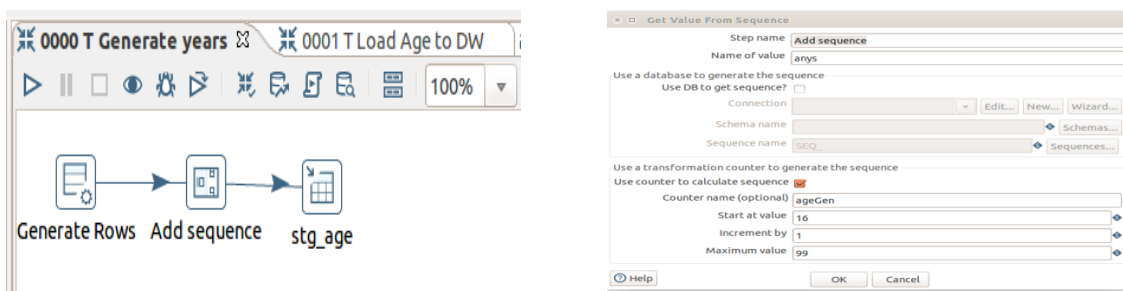 0000 T Generate years
0001 T Load Age to DW
100%
Generate Rows
Add sequence
stg_age
Get Value From Sequence
Step name Add sequence
Name of value anys
Use a database to generate the sequence
Use DB to get sequence?
Connection Edit... New... Wizard...
Schema name Schemas...
Sequence name SEQ_ Sequences...
Use a transformation counter to generate the sequence
Use counter to calculate sequence
Counter name (optional) ageGen
Start at value 16
Increment by 1
Maximum value 99
Help OK Cancel